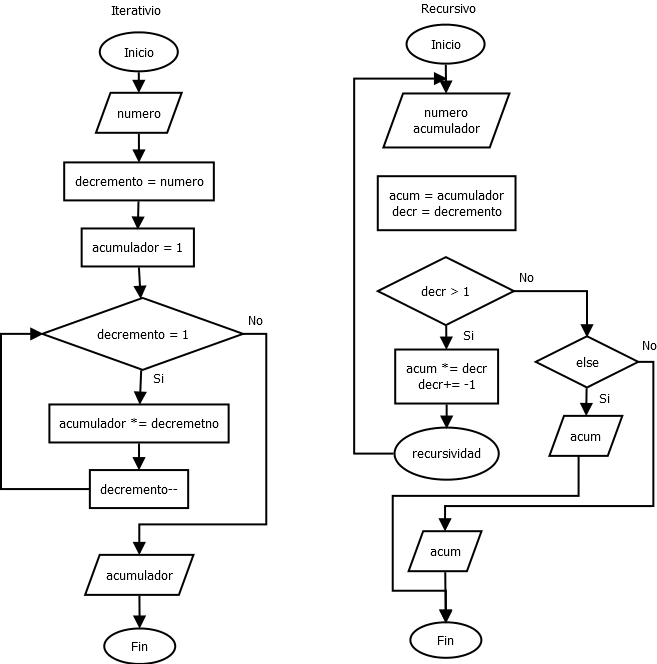 Iterativio
Inicio
numero
decremento = numero
acumulador = 1
decremento = 1
No
Si
acumulador *= decremetno
decremento--
acumulador
Fin
Recursivo
Inicio
numero
acumulador
acum = acumulador
decr = decremento
decr > 1
No
Si
acum *= decr
decr+= -1
recursividad
else
No
Si
acum
acum
Fin